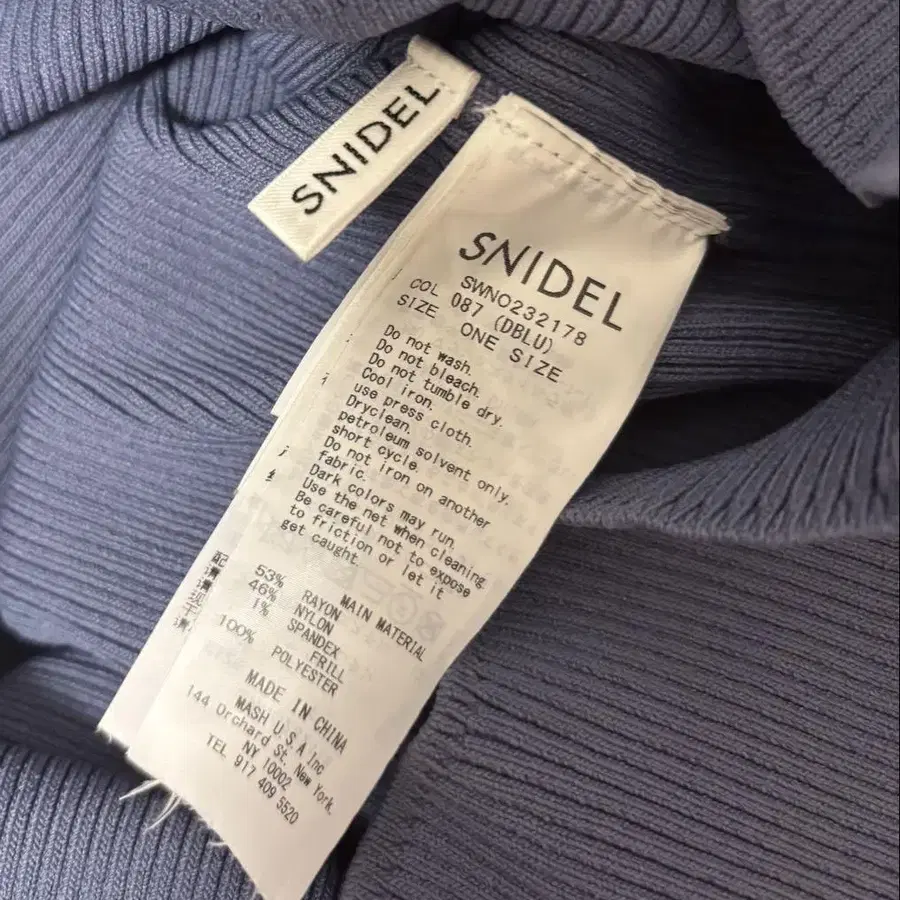 SNIDEL
SNIDEL
SWNO232178
COL 087 (DBLU)
SIZE ONE SIZE
Do not wash.
Do not bleach.
Do not tumble dry.
Cool iron.
use press cloth.
Dryclean.
petroleum solvent only.
short cycle.
Do not iron on another
fabric.
Dark colors may run.
Use the net when cleaning
Be careful not to expose
to friction or let it
get caught
MAIN MATERIAL
53% RAYON
46% NYLON
1% SPANDEX
FRILL
100% POLYESTER
MADE IN CHINA
MASH U.S.A Inc
144 Orchard St. New York.
NY 10002
TEL 917 409 5520